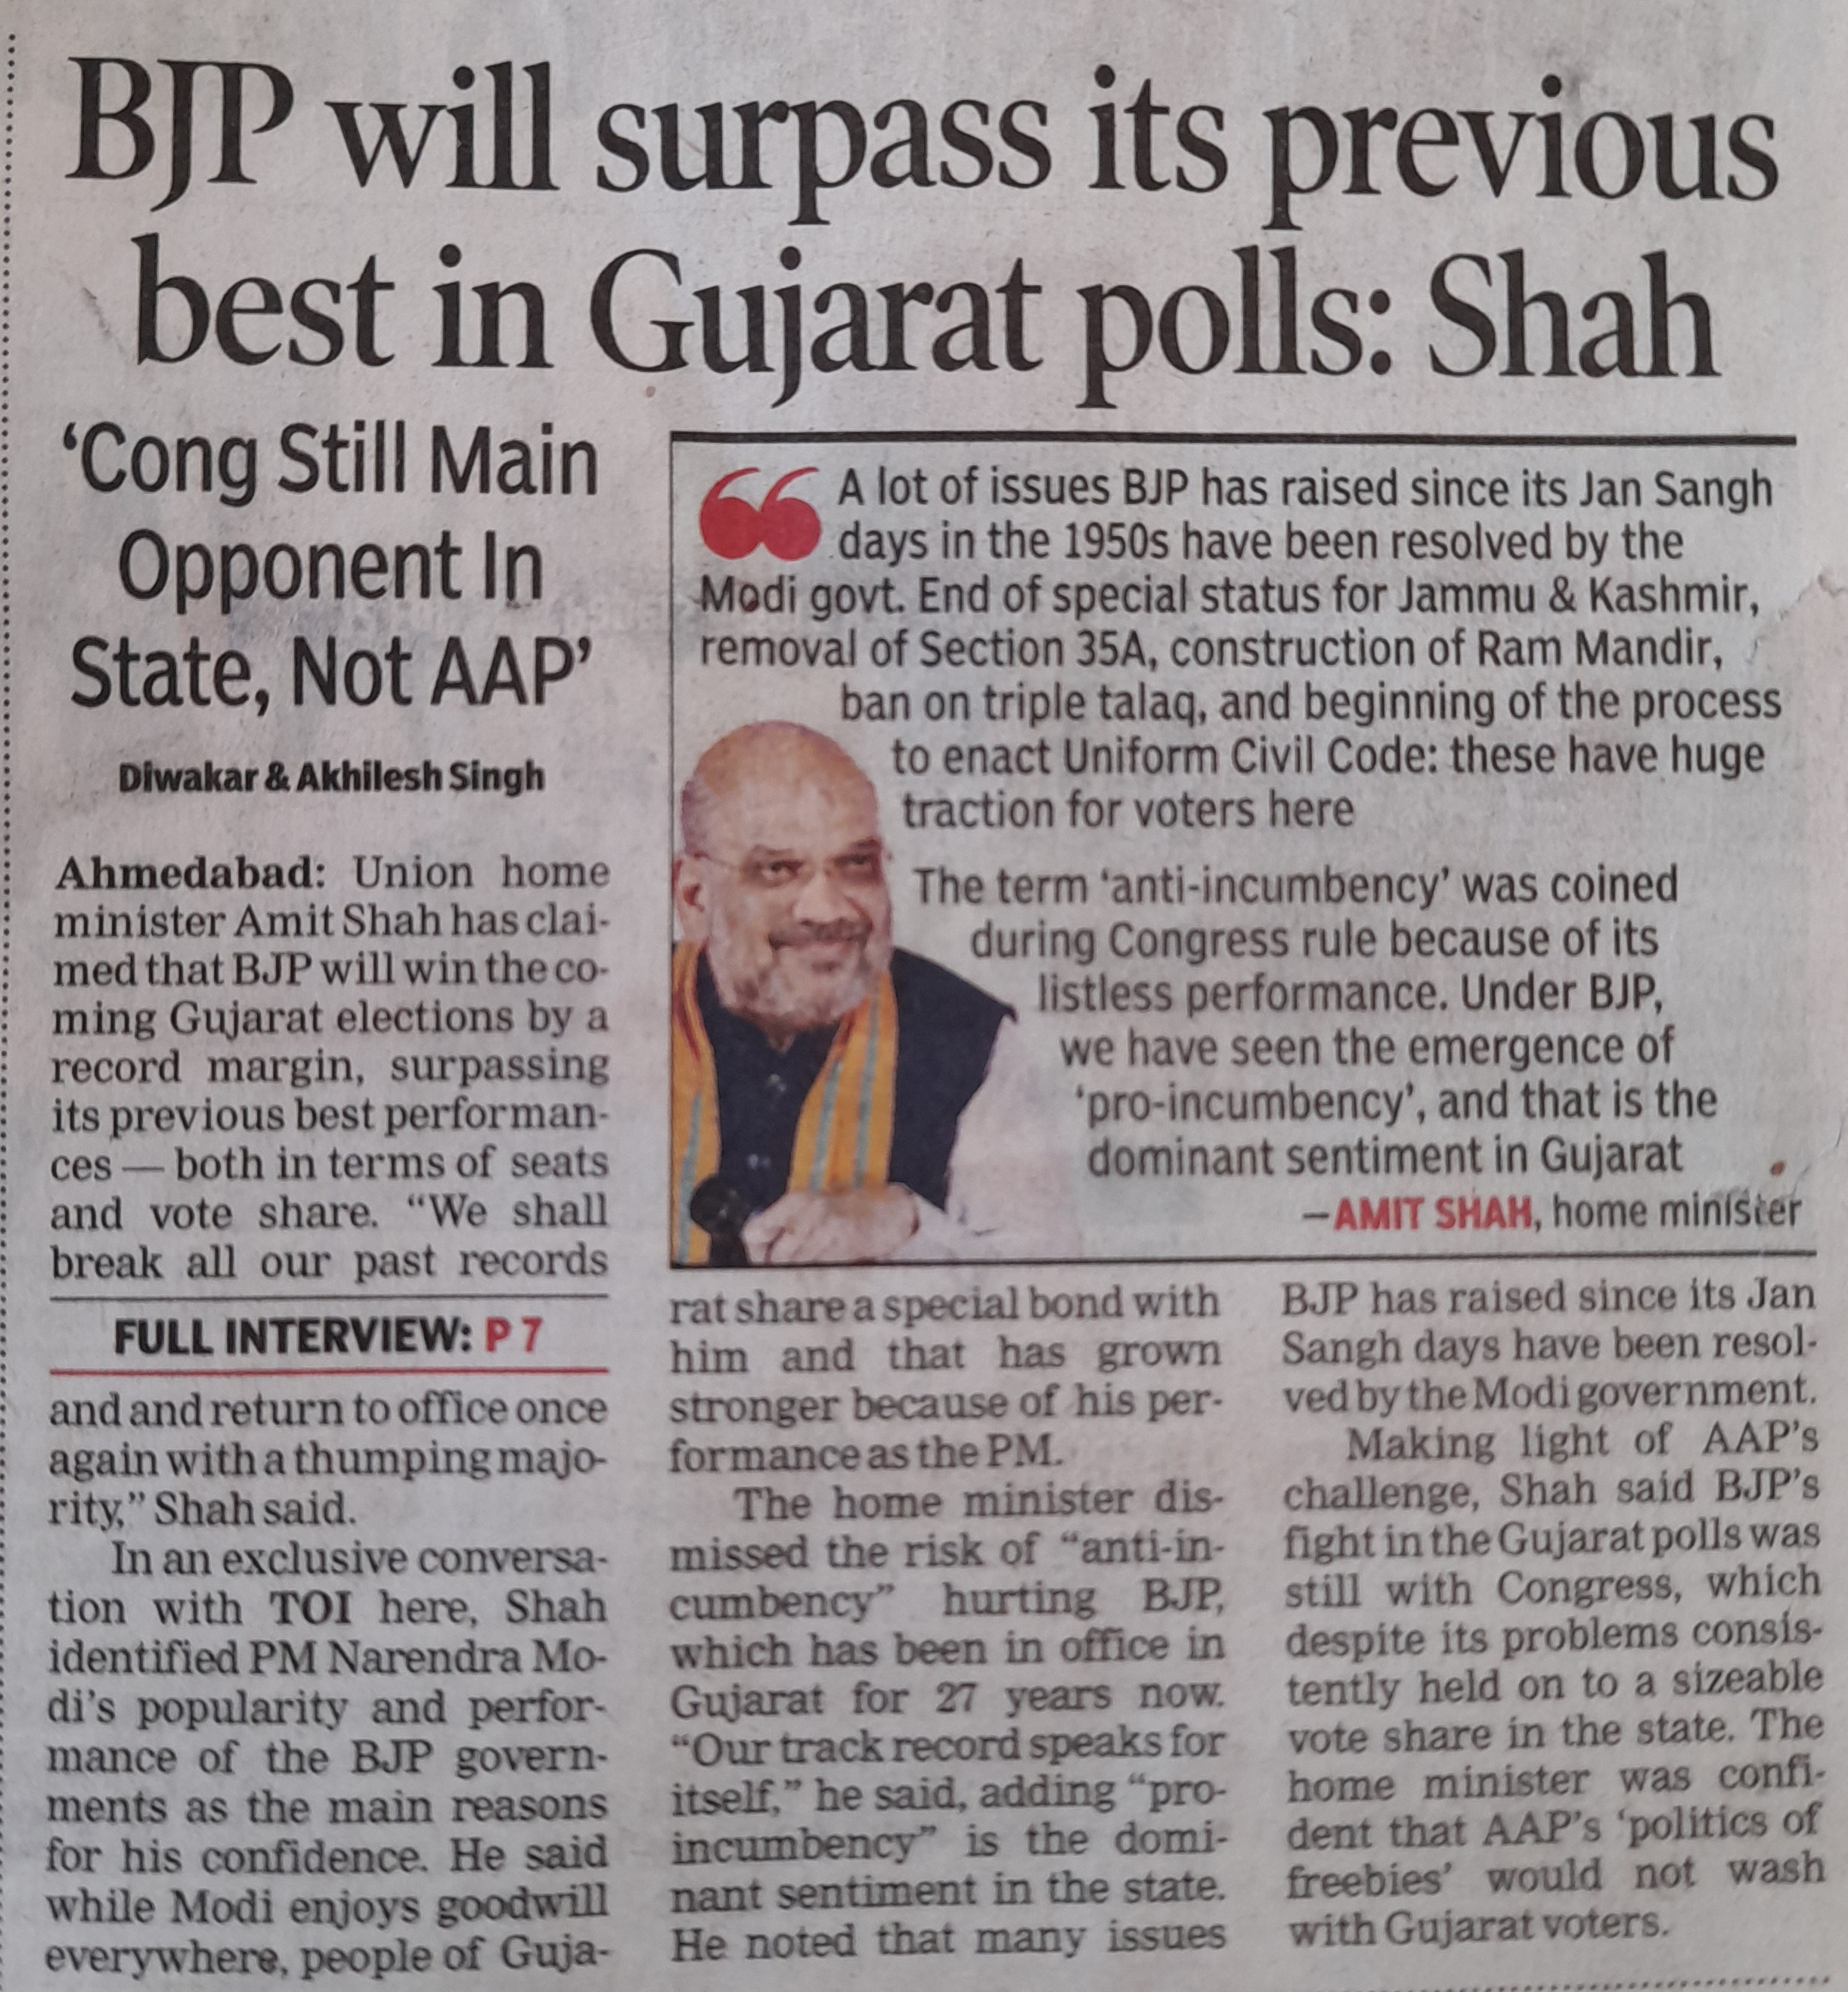 BJP will surpass its previous
best in Gujarat polls: Shah
‘Cong Still Main
Opponent In
State, Not AAP’
Diwakar & Akhilesh Singh
Ahmedabad: Union home
minister Amit Shah has clai-
med that BJP will win the co-
ming Gujarat elections by a
record margin, surpassing
its previous best performan-
ces — both in terms of seats
and vote share. “We shall
break all our past records
FULL INTERVIEW: P 7
and and return to office once
again with a thumping majo-
rity,” Shah said.
In an exclusive conversa-
tion with TOI here, Shah
identified PM Narendra Mo-
di’s popularity and perfor-
mance of the BJP govern-
ments as the main reasons
for his confidence. He said
while Modi enjoys goodwill
everywhere, people of Guja-
“A lot of issues BJP has raised since its Jan Sangh
days in the 1950s have been resolved by the
Modi govt. End of special status for Jammu & Kashmir,
removal of Section 35A, construction of Ram Mandir,
ban on triple talaq, and beginning of the process
to enact Uniform Civil Code: these have huge
traction for voters here
The term ‘anti-incumbency’ was coined
during Congress rule because of its
listless performance. Under BJP,
we have seen the emergence of
‘pro-incumbency’, and that is the
dominant sentiment in Gujarat
—AMIT SHAH, home minister
rat share a special bond with
him and that has grown
stronger because of his per-
formance as the PM.
The home minister dis-
missed the risk of “anti-in-
cumbency” hurting BJP,
which has been in office in
Gujarat for 27 years now.
“Our track record speaks for
itself,” he said, adding “pro-
incumbency” is the domi-
nant sentiment in the state.
He noted that many issues
BJP has raised since its Jan
Sangh days have been resol-
ved by the Modi government.
Making light of AAP’s
challenge, Shah said BJP’s
fight in the Gujarat polls was
still with Congress, which
despite its problems consis-
tently held on to a sizeable
vote share in the state. The
home minister was confi-
dent that AAP’s ‘politics of
freebies’ would not wash
with Gujarat voters.